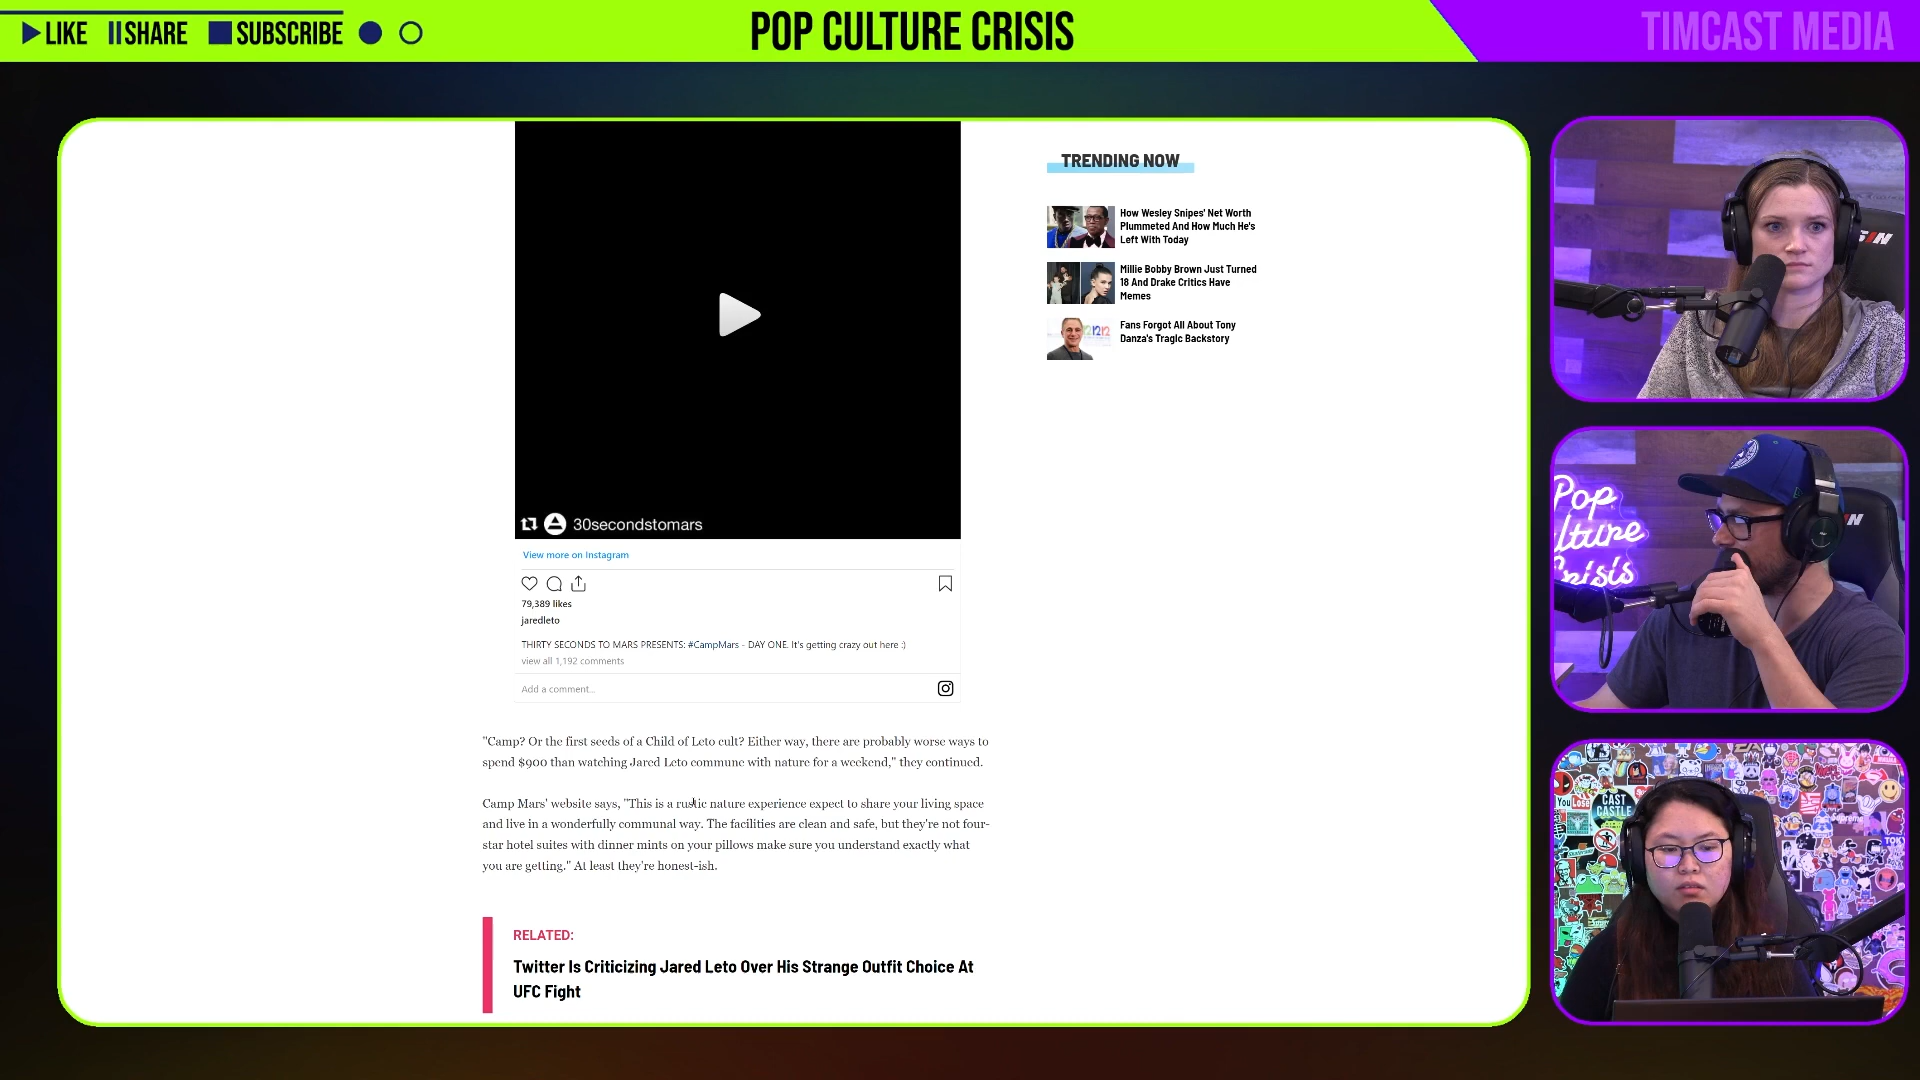 LIKE SHARE SUBSCRIBE
POP CULTURE CRISIS
TIMCAST MEDIA
30secondstomars
View more on Instagram
79,389 likes
jaredleto
THIRTY SECONDS TO MARS PRESENTS: #CampMars - DAY ONE. It's getting crazy out here :)
view all 1,192 comments
Add a comment...
"Camp? Or the first seeds of a Child of Leto cult? Either way, there are probably worse ways to
spend $900 than watching Jared Leto commune with nature for a weekend," they continued.
Camp Mars' website says, "This is a rustic nature experience expect to share your living space
and live in a wonderfully communal way. The facilities are clean and safe, but they're not four-
star hotel suites with dinner mints on your pillows make sure you understand exactly what
you are getting." At least they're honest-ish.
RELATED:
Twitter Is Criticizing Jared Leto Over His Strange Outfit Choice At
UFC Fight
TRENDING NOW
How Wesley Snipes' Net Worth
Plummeted And How Much He's
Left With Today
Millie Bobby Brown Just Turned
18 And Drake Critics Have
Memes
Fans Forgot All About Tony
Danza's Tragic Backstory
Pop
lture
Crisis
You Lose
CAST
CASTLE
Supreme